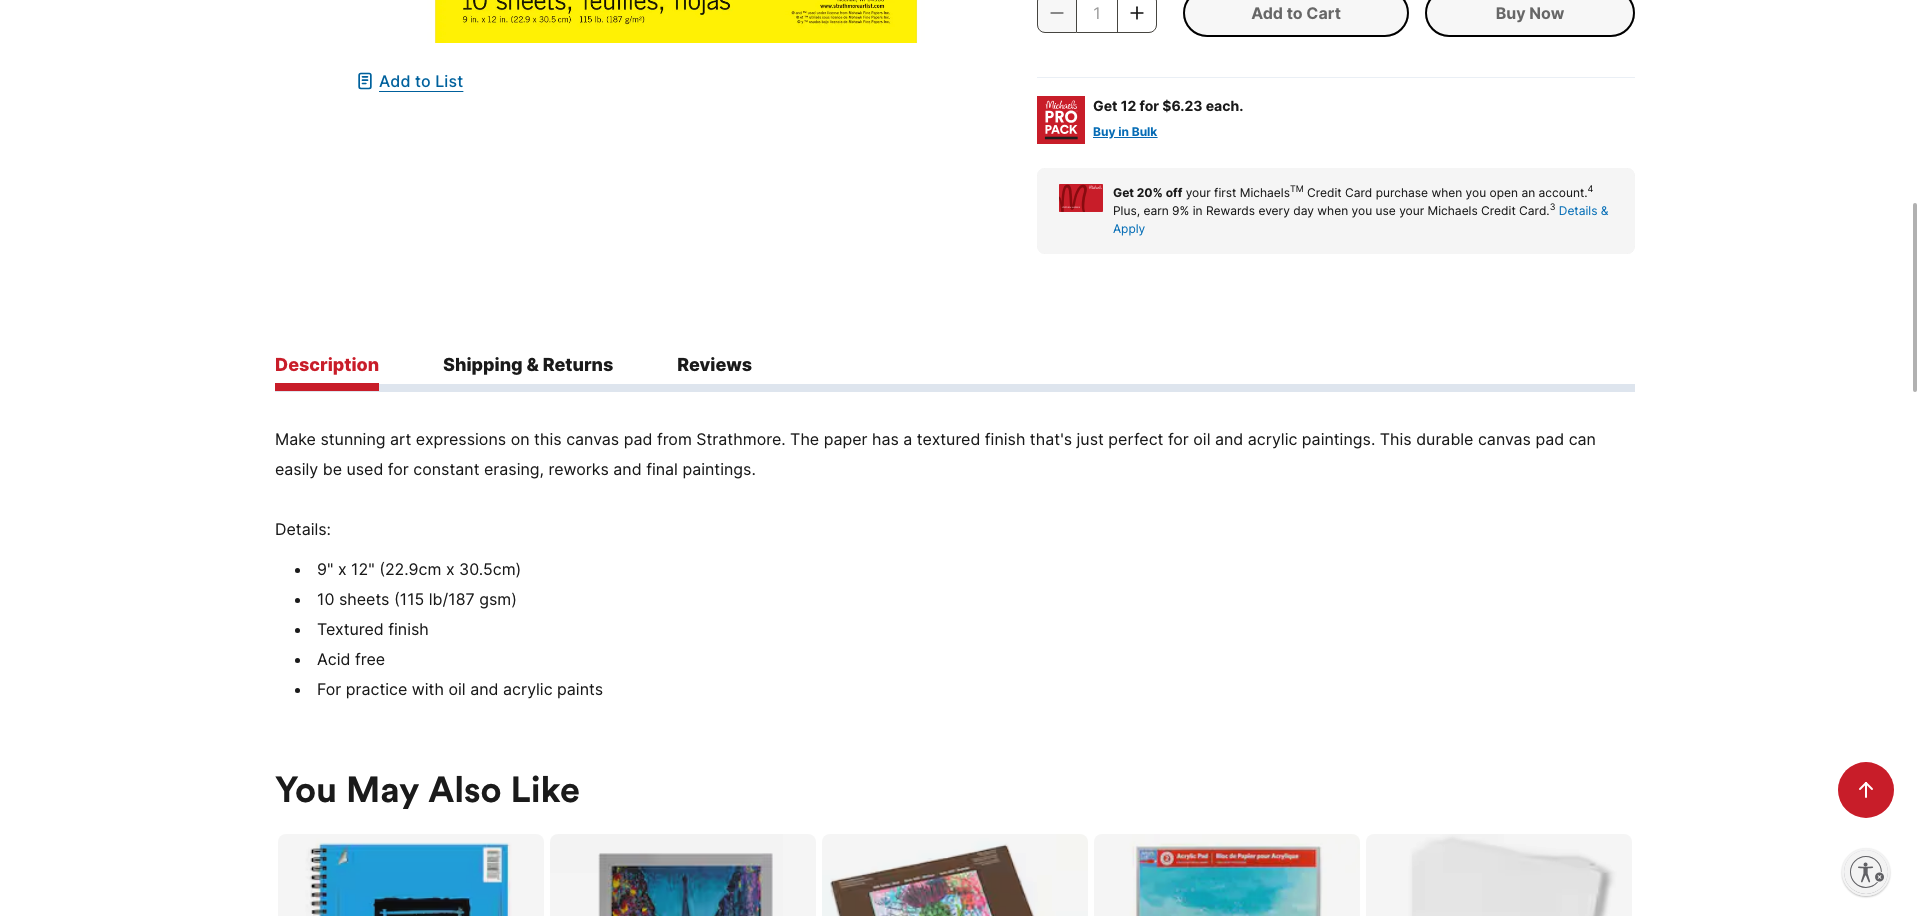 10 sheets, feuilles, hojas
9 in. x 12 in. (22.9 x 30.5 cm) 115 lb. (187 g/m²)
www.strathmoreartist.com
1
Add to Cart
Buy Now
Add to List
Michaels
PRO
PACK
Get 12 for $6.23 each.
Buy in Bulk
Get 20% off your first Michaels™ Credit Card purchase when you open an account.⁴
Plus, earn 9% in Rewards every day when you use your Michaels Credit Card.³ Details &
Apply
Description
Shipping & Returns
Reviews
Make stunning art expressions on this canvas pad from Strathmore. The paper has a textured finish that's just perfect for oil and acrylic paintings. This durable canvas pad can
easily be used for constant erasing, reworks and final paintings.
Details:
9" x 12" (22.9cm x 30.5cm)
10 sheets (115 lb/187 gsm)
Textured finish
Acid free
For practice with oil and acrylic paints
You May Also Like
Acrylic Pad | Bloc de Papier pour Acrylique